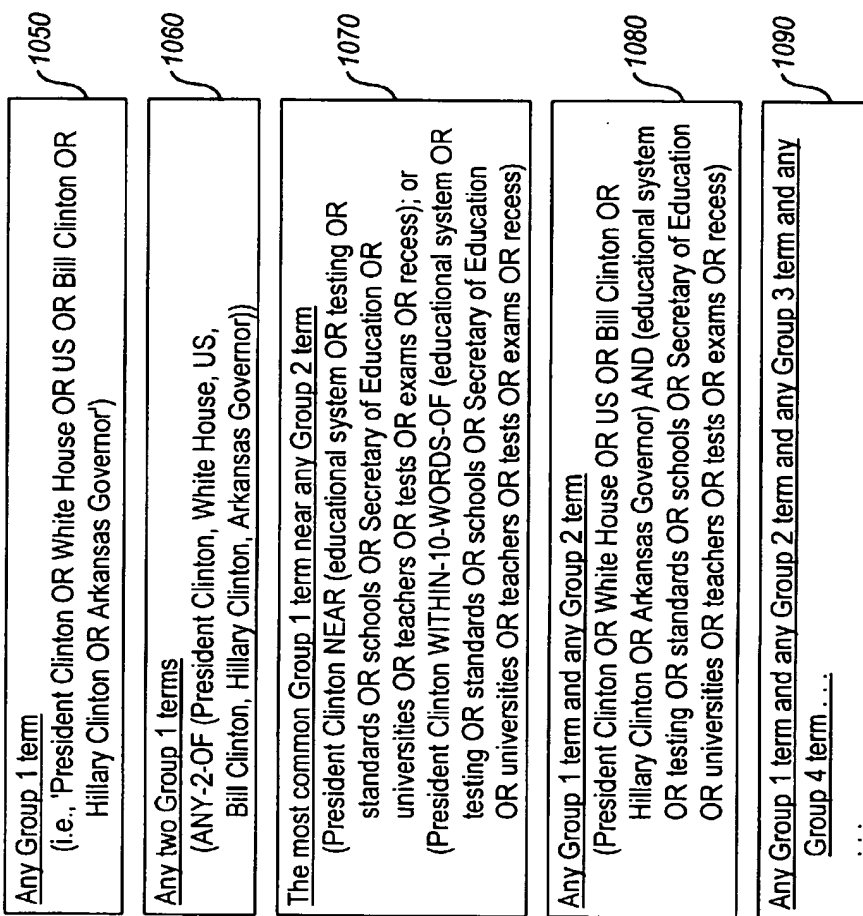 Any Group 1 term
(i.e., 'President Clinton OR White House OR US OR Bill Clinton OR
Hillary Clinton OR Arkansas Governor')
1050
Any two Group 1 terms
(ANY-2-OF (President Clinton, White House, US,
Bill Clinton, Hillary Clinton, Arkansas Governor))
1060
The most common Group 1 term near any Group 2 term
(President Clinton NEAR (educational system OR testing OR
standards OR schools OR Secretary of Education OR
universities OR teachers OR tests OR exams OR recess); or
(President Clinton WITHIN-10-WORDS-OF (educational system OR
testing OR standards OR schools OR Secretary of Education
OR universities OR teachers OR tests OR exams OR recess)
1070
Any Group 1 term and any Group 2 term
(President Clinton OR White House OR US OR Bill Clinton OR
Hillary Clinton OR Arkansas Governor) AND (educational system
OR testing OR standards OR schools OR Secretary of Education
OR universities OR teachers OR tests OR exams OR recess)
1080
Any Group 1 term and any Group 2 term and any Group 3 term and any
Group 4 term . . .
. . .
1090